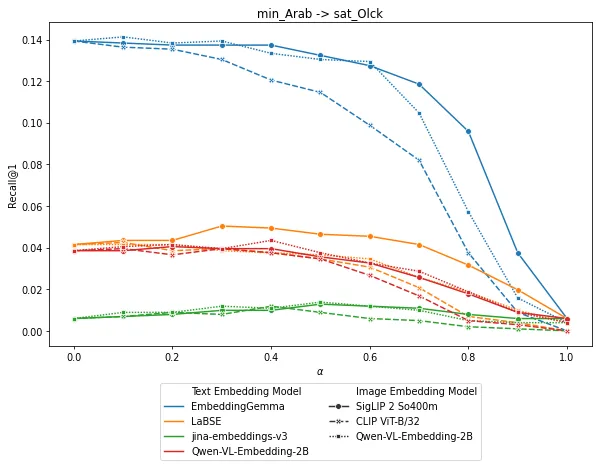 min_Arab -> sat_Olck
Recall@1
0.14
0.12
0.10
0.08
0.06
0.04
0.02
0.00
0.0 0.2 0.4 0.6 0.8 1.0
α
Text Embedding Model
EmbeddingGemma
LaBSE
jina-embeddings-v3
Qwen-VL-Embedding-2B
Image Embedding Model
SigLIP 2 So400m
CLIP ViT-B/32
Qwen-VL-Embedding-2B